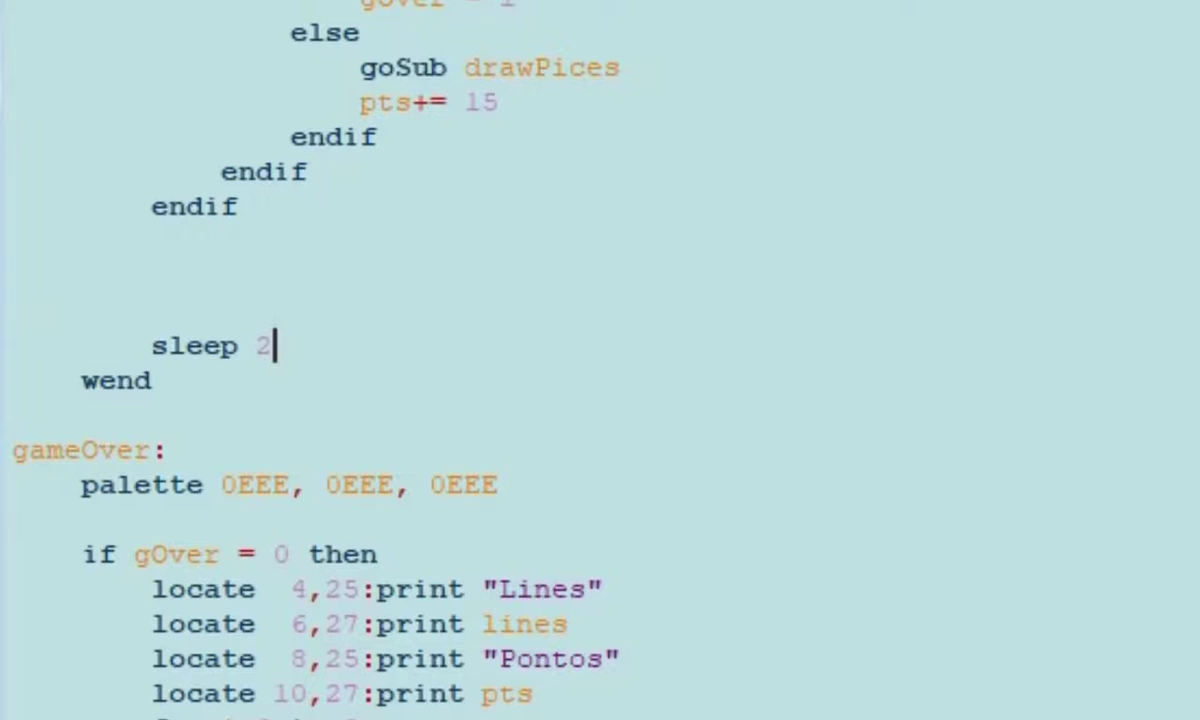 gOver = 1
else
goSub drawPices
pts+= 15
endif
endif
endif
sleep 2
wend
gameOver:
palette 0EEE, 0EEE, 0EEE
if gOver = 0 then
locate  4,25:print "Lines"
locate  6,27:print lines
locate  8,25:print "Pontos"
locate 10,27:print pts